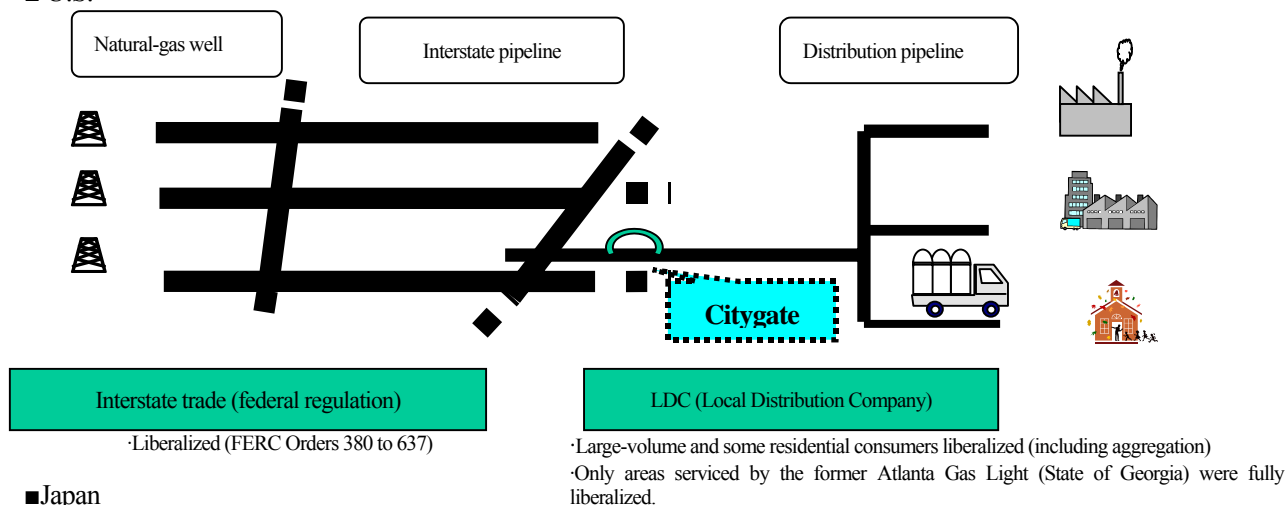 Natural-gas well
Interstate pipeline
Distribution pipeline
Citygate
Interstate trade (federal regulation)
LDC (Local Distribution Company)
·Liberalized (FERC Orders 380 to 637)
·Large-volume and some residential consumers liberalized (including aggregation)
·Only areas serviced by the former Atlanta Gas Light (State of Georgia) were fully
liberalized.
■Japan